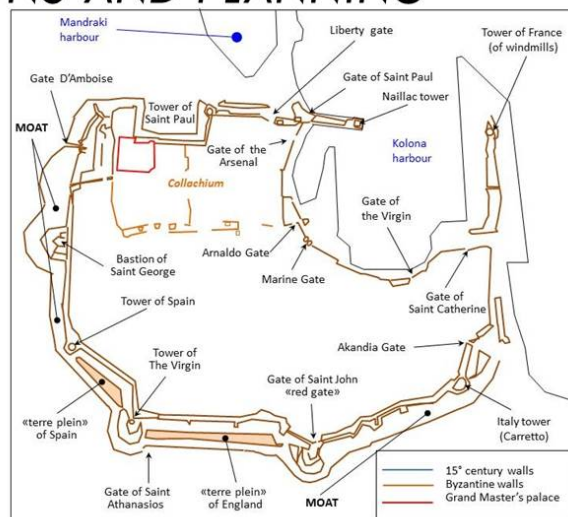 NS AND PLANNING
Mandraki
harbour
Liberty gate
Tower of France
(of windmills)
Gate D'Amboise
Gate of Saint Paul
Tower of
Saint Paul
Naillac tower
MOAT
Gate of the
Arsenal
Kolona
harbour
Collachium
Gate of
the Virgin
Bastion of
Saint George
Arnaldo Gate
Marine Gate
Gate of
Saint Catherine
Tower of Spain
Akandia Gate
Tower of
The Virgin
Gate of Saint John
«red gate»
«terre plein»
of Spain
Italy tower
(Carretto)
Gate of Saint
Athanasios
«terre plein»
of England
MOAT
15° century walls
Byzantine walls
Grand Master's palace